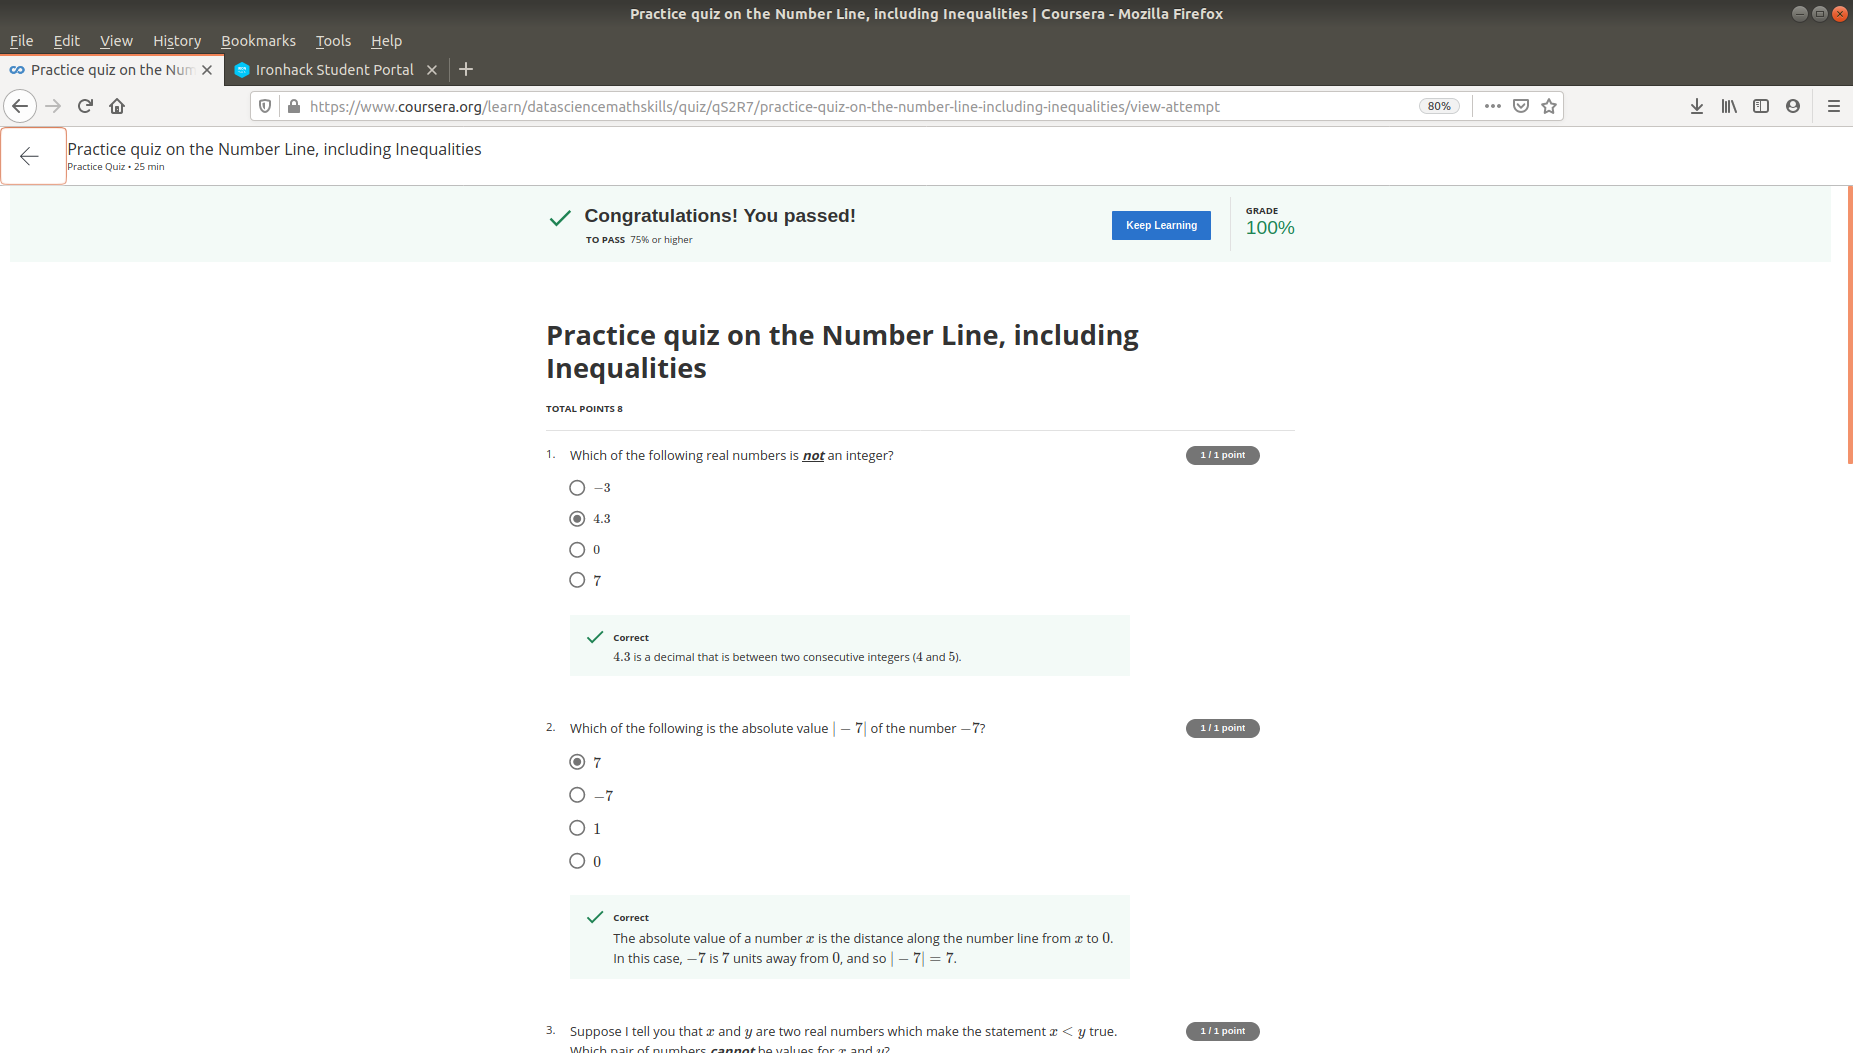 Practice quiz on the Number Line, including Inequalities | Coursera - Mozilla Firefox
File Edit View History Bookmarks Tools Help
Practice quiz on the Num Ironhack Student Portal
https://www.coursera.org/learn/datasciencemathskills/quiz/qS2R7/practice-quiz-on-the-number-line-including-inequalities/view-attempt 80%
Practice quiz on the Number Line, including Inequalities
Practice Quiz • 25 min
Congratulations! You passed!
TO PASS 75% or higher
Keep Learning
GRADE
100%
Practice quiz on the Number Line, including
Inequalities
TOTAL POINTS 8
1. Which of the following real numbers is not an integer? 1 / 1 point
−3
4.3
0
7
Correct
4.3 is a decimal that is between two consecutive integers (4 and 5).
2. Which of the following is the absolute value | − 7| of the number −7? 1 / 1 point
7
−7
1
0
Correct
The absolute value of a number x is the distance along the number line from x to 0.
In this case, −7 is 7 units away from 0, and so | − 7| = 7.
3. Suppose I tell you that x and y are two real numbers which make the statement x < y true. 1 / 1 point
Which pair of numbers cannot be values for x and y?